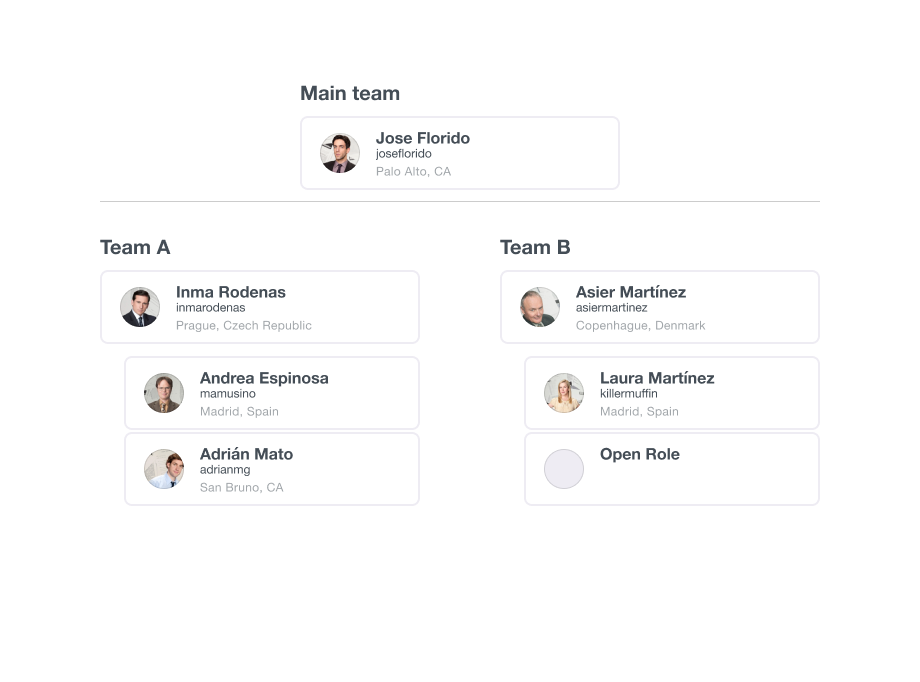 Main team
Jose Florido
joseflorido
Palo Alto, CA
Team A
Inma Rodenas
inmarodenas
Prague, Czech Republic
Andrea Espinosa
mamusino
Madrid, Spain
Adrián Mato
adrianmg
San Bruno, CA
Team B
Asier Martínez
asiermartinez
Copenhague, Denmark
Laura Martínez
killermuffin
Madrid, Spain
Open Role